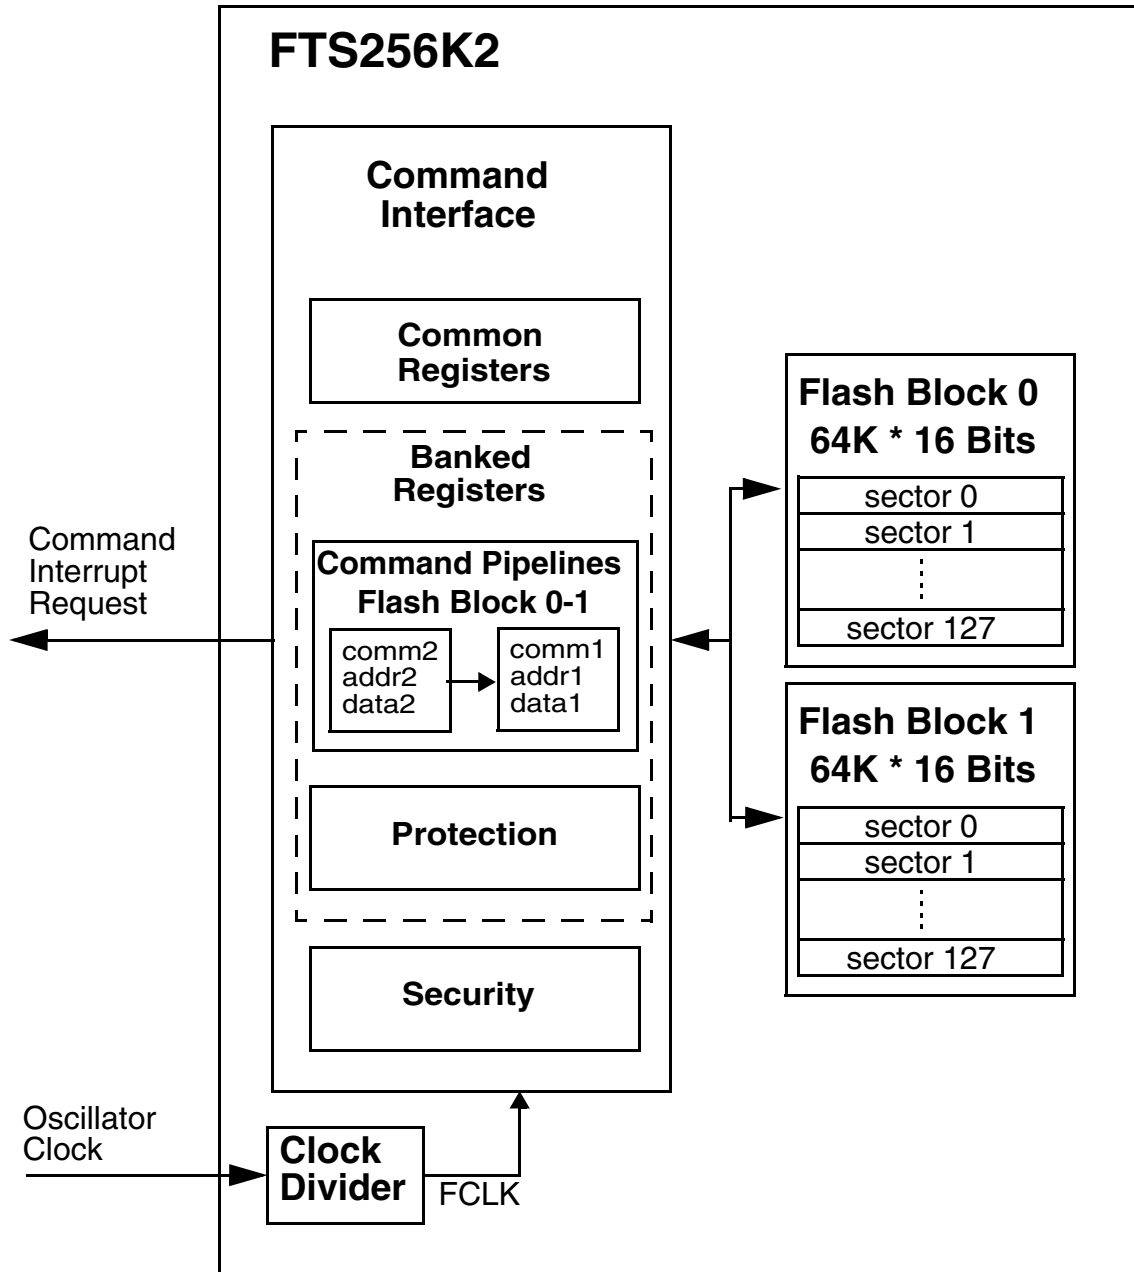 FTS256K2
Command
Interface
Common
Registers
Banked
Registers
Command Pipelines
Flash Block 0-1
comm2
addr2
data2
comm1
addr1
data1
Protection
Security
Command
Interrupt
Request
Flash Block 0
64K * 16 Bits
sector 0
sector 1
sector 127
Flash Block 1
64K * 16 Bits
sector 0
sector 1
sector 127
Oscillator
Clock
Clock
Divider
FCLK